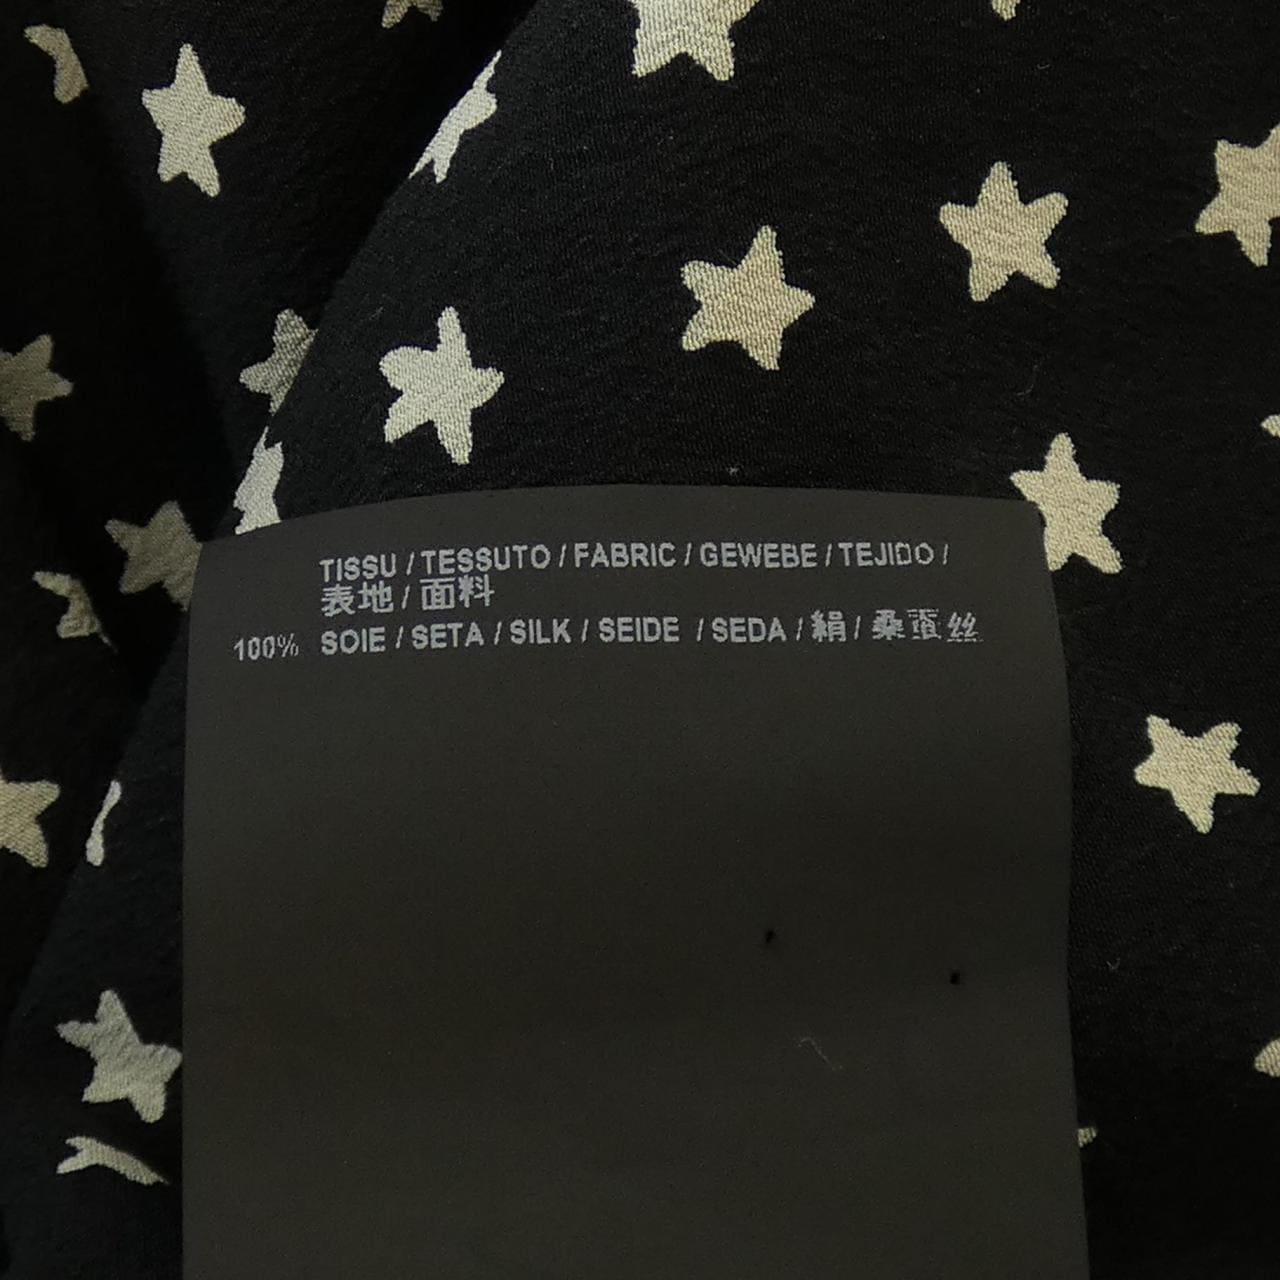 TISSU / TESSUTO / FABRIC / GEWEBE / TEJIDO /
表地 / 面料
100% SOIE / SETA / SILK / SEIDE / SEDA / 絹 / 桑蚕丝